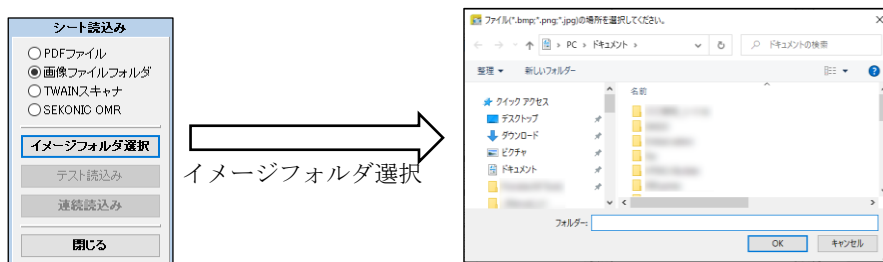 シート読込み
PDFファイル
画像ファイルフォルダ
TWAINスキャナ
SEKONIC OMR
イメージフォルダ選択
テスト読込み
連続読込み
閉じる
イメージフォルダ選択
ファイル(*.bmp;*.png;*.jpg)の場所を選択してください。
PC > ドキュメント >
ドキュメントの検索
整理
新しいフォルダー
名前
クイック アクセス
デスクトップ
ダウンロード
ピクチャ
ドキュメント
フォルダー:
OK
キャンセル